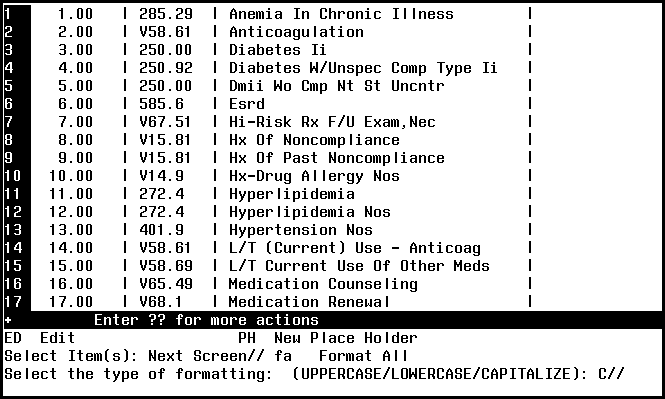 1 1.00 | 285.29 | Anemia In Chronic Illness |
2 2.00 | V58.61 | Anticoagulation |
3 3.00 | 250.00 | Diabetes Ii |
4 4.00 | 250.92 | Diabetes W/Unspec Comp Type Ii |
5 5.00 | 250.00 | Dmii Wo Cmp Nt St Uncntr |
6 6.00 | 585.6 | Esrd |
7 7.00 | V67.51 | Hi-Risk Rx F/U Exam,Nec |
8 8.00 | V15.81 | Hx Of Noncompliance |
9 9.00 | V15.81 | Hx Of Past Noncompliance |
10 10.00 | V14.9 | Hx-Drug Allergy Nos |
11 11.00 | 272.4 | Hyperlipidemia |
12 12.00 | 272.4 | Hyperlipidemia Nos |
13 13.00 | 401.9 | Hypertension Nos |
14 14.00 | V58.61 | L/T (Current) Use - Anticoag |
15 15.00 | V58.69 | L/T Current Use Of Other Meds |
16 16.00 | V65.49 | Medication Counseling |
17 17.00 | V68.1 | Medication Renewal |
+ Enter ?? for more actions
ED Edit PH New Place Holder
Select Item(s): Next Screen// fa Format All
Select the type of formatting: (UPPERCASE/LOWERCASE/CAPITALIZE): C//